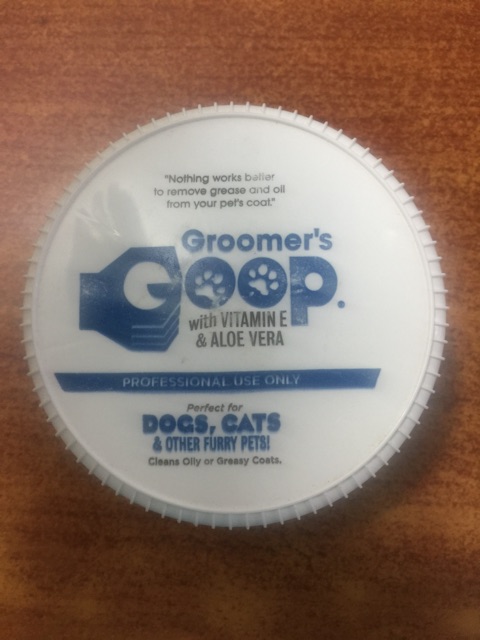 "Nothing works better
to remove grease and oil
from your pet's coat."
Groomer's
GOOP.
with VITAMIN E
& ALOE VERA
PROFESSIONAL USE ONLY
Perfect for
DOGS, CATS
& OTHER FURRY PETS!
Cleans Oily or Greasy Coats.